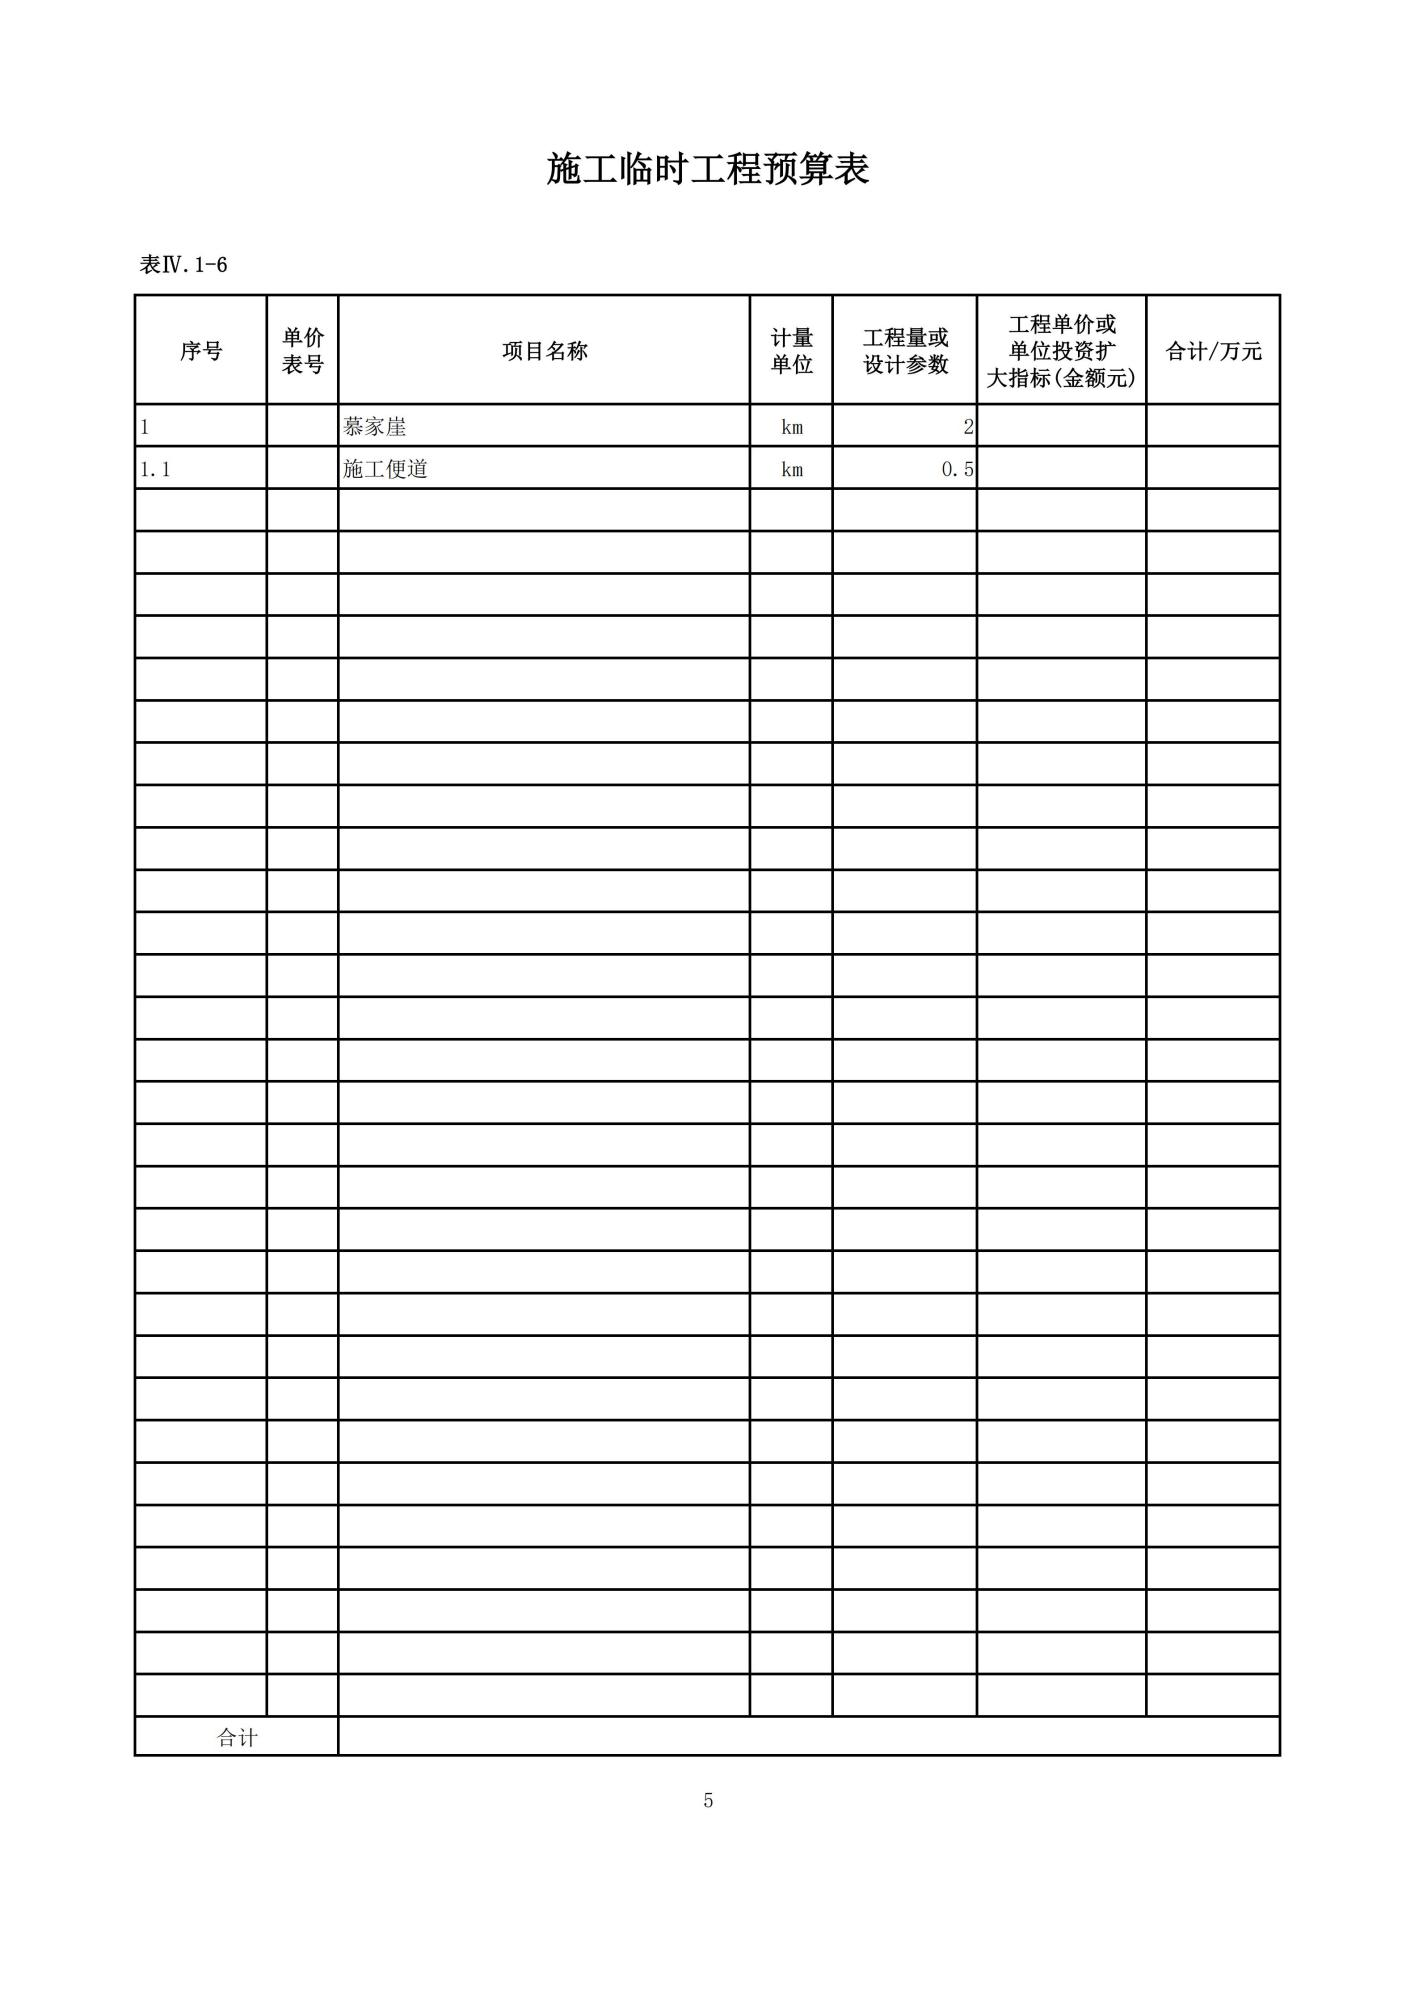 施工临时工程预算表
表Ⅳ.1-6
序号
单价
表号
项目名称
计量
单位
工程量或
设计参数
工程单价或
单位投资扩
大指标(金额元)
合计/万元
1 慕家崖 km 2
1.1 施工便道 km 0.5
合计
5